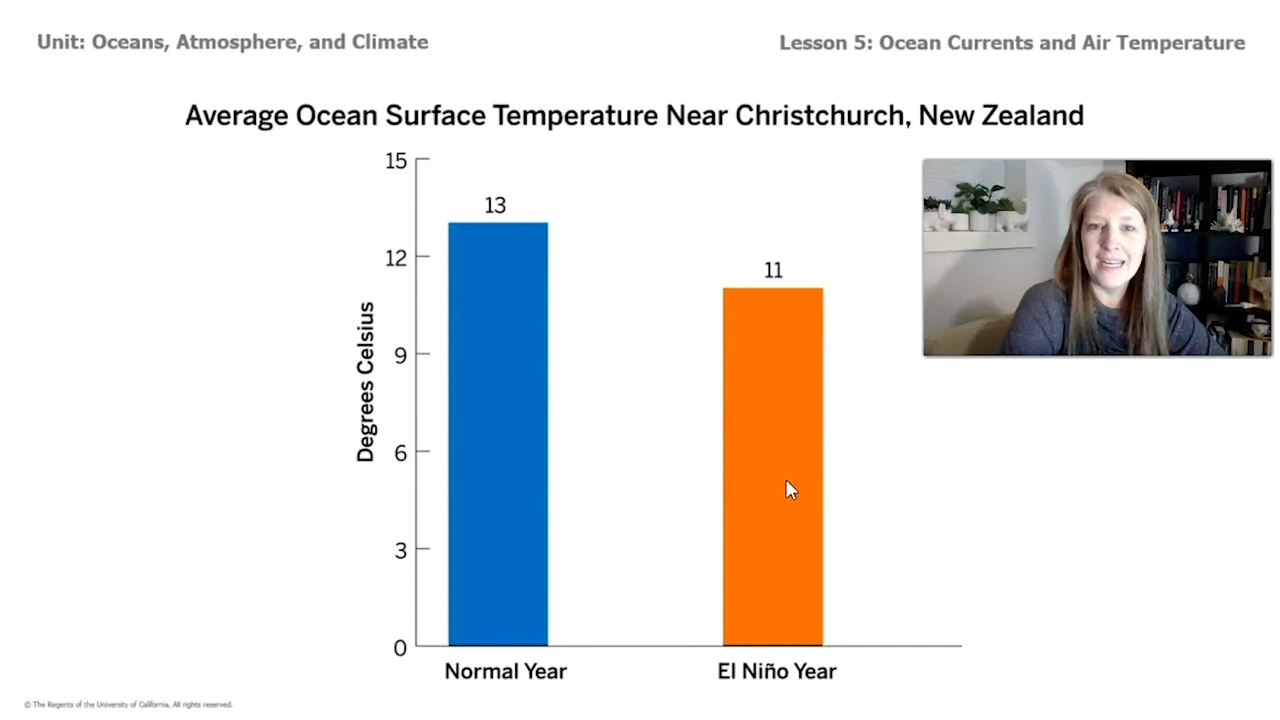 Unit: Oceans, Atmosphere, and Climate
Lesson 5: Ocean Currents and Air Temperature
Average Ocean Surface Temperature Near Christchurch, New Zealand
15
12
9
6
3
0
Degrees Celsius
13
11
Normal Year
El Niño Year
© The Regents of the University of California. All rights reserved.